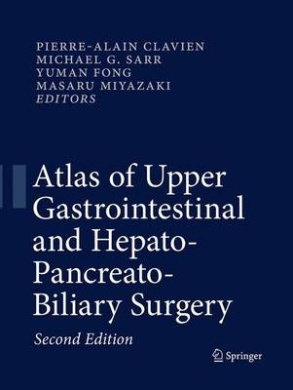 PIERRE-ALAIN CLAVIEN
MICHAEL G. SARR
YUMAN FONG
MASARU MIYAZAKI
EDITORS
Atlas of Upper
Gastrointestinal
and Hepato-
Pancreato-
Biliary Surgery
Second Edition
Springer